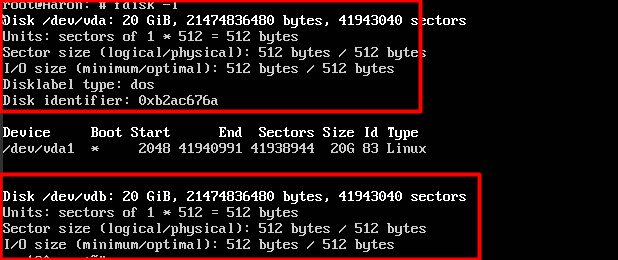 root@Haron: # fdisk -l
Disk /dev/vda: 20 GiB, 21474836480 bytes, 41943040 sectors
Units: sectors of 1 * 512 = 512 bytes
Sector size (logical/physical): 512 bytes / 512 bytes
I/O size (minimum/optimal): 512 bytes / 512 bytes
Disklabel type: dos
Disk identifier: 0xb2ac676a
Device Boot Start End Sectors Size Id Type
/dev/vda1 * 2048 41940991 41938944 20G 83 Linux
Disk /dev/vdb: 20 GiB, 21474836480 bytes, 41943040 sectors
Units: sectors of 1 * 512 = 512 bytes
Sector size (logical/physical): 512 bytes / 512 bytes
I/O size (minimum/optimal): 512 bytes / 512 bytes